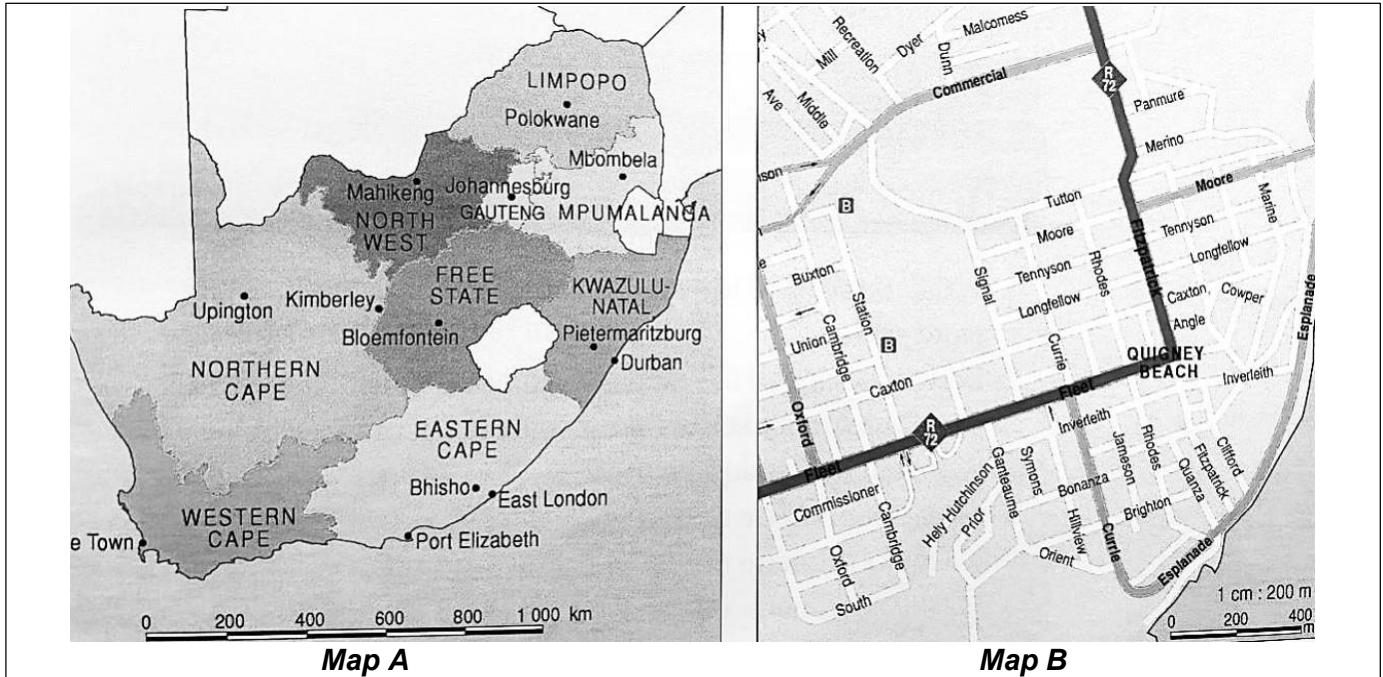 LIMPOPO
Polokwane
Mbombela
Mahikeng
Johannesburg
GAUTENG
MPUMALANGA
NORTH
WEST
FREE
STATE
KWAZULU-
NATAL
Upington
Kimberley
Bloemfontein
Pietermaritzburg
Durban
NORTHERN
CAPE
EASTERN
CAPE
Bhisho
East London
WESTERN
CAPE
e Town
Port Elizabeth
0 200 400 600 800 1 000 km
Map A
Malcomess
Recreation
Dyer
Dunn
Mill
Commercial
R
72
Ave
Middle
Panmure
Merino
nson
B
Tutton
Moore
Marine
Moore
Tennyson
Fitzpatrick
Buxton
Station
Signal
Tennyson
Rhodes
Longfellow
Longfellow
Caxton
Cowper
Esplanade
Union
Cambridge
B
Currie
Angle
QUIGNEY
BEACH
Caxton
Oxford
Fleet
Inverleith
R
72
Inverleith
Fleet
Commissioner
Hely Hutchinson
Prior
Ganteaume
Symons
Bonanza
Jameson
Rhodes
Quanza
Fitzpatrick
Clifford
Brighton
Hillview
Cambridge
Oxford
Currie
Orient
Esplanade
South
1 cm : 200 m
0 200 400
m
Map B